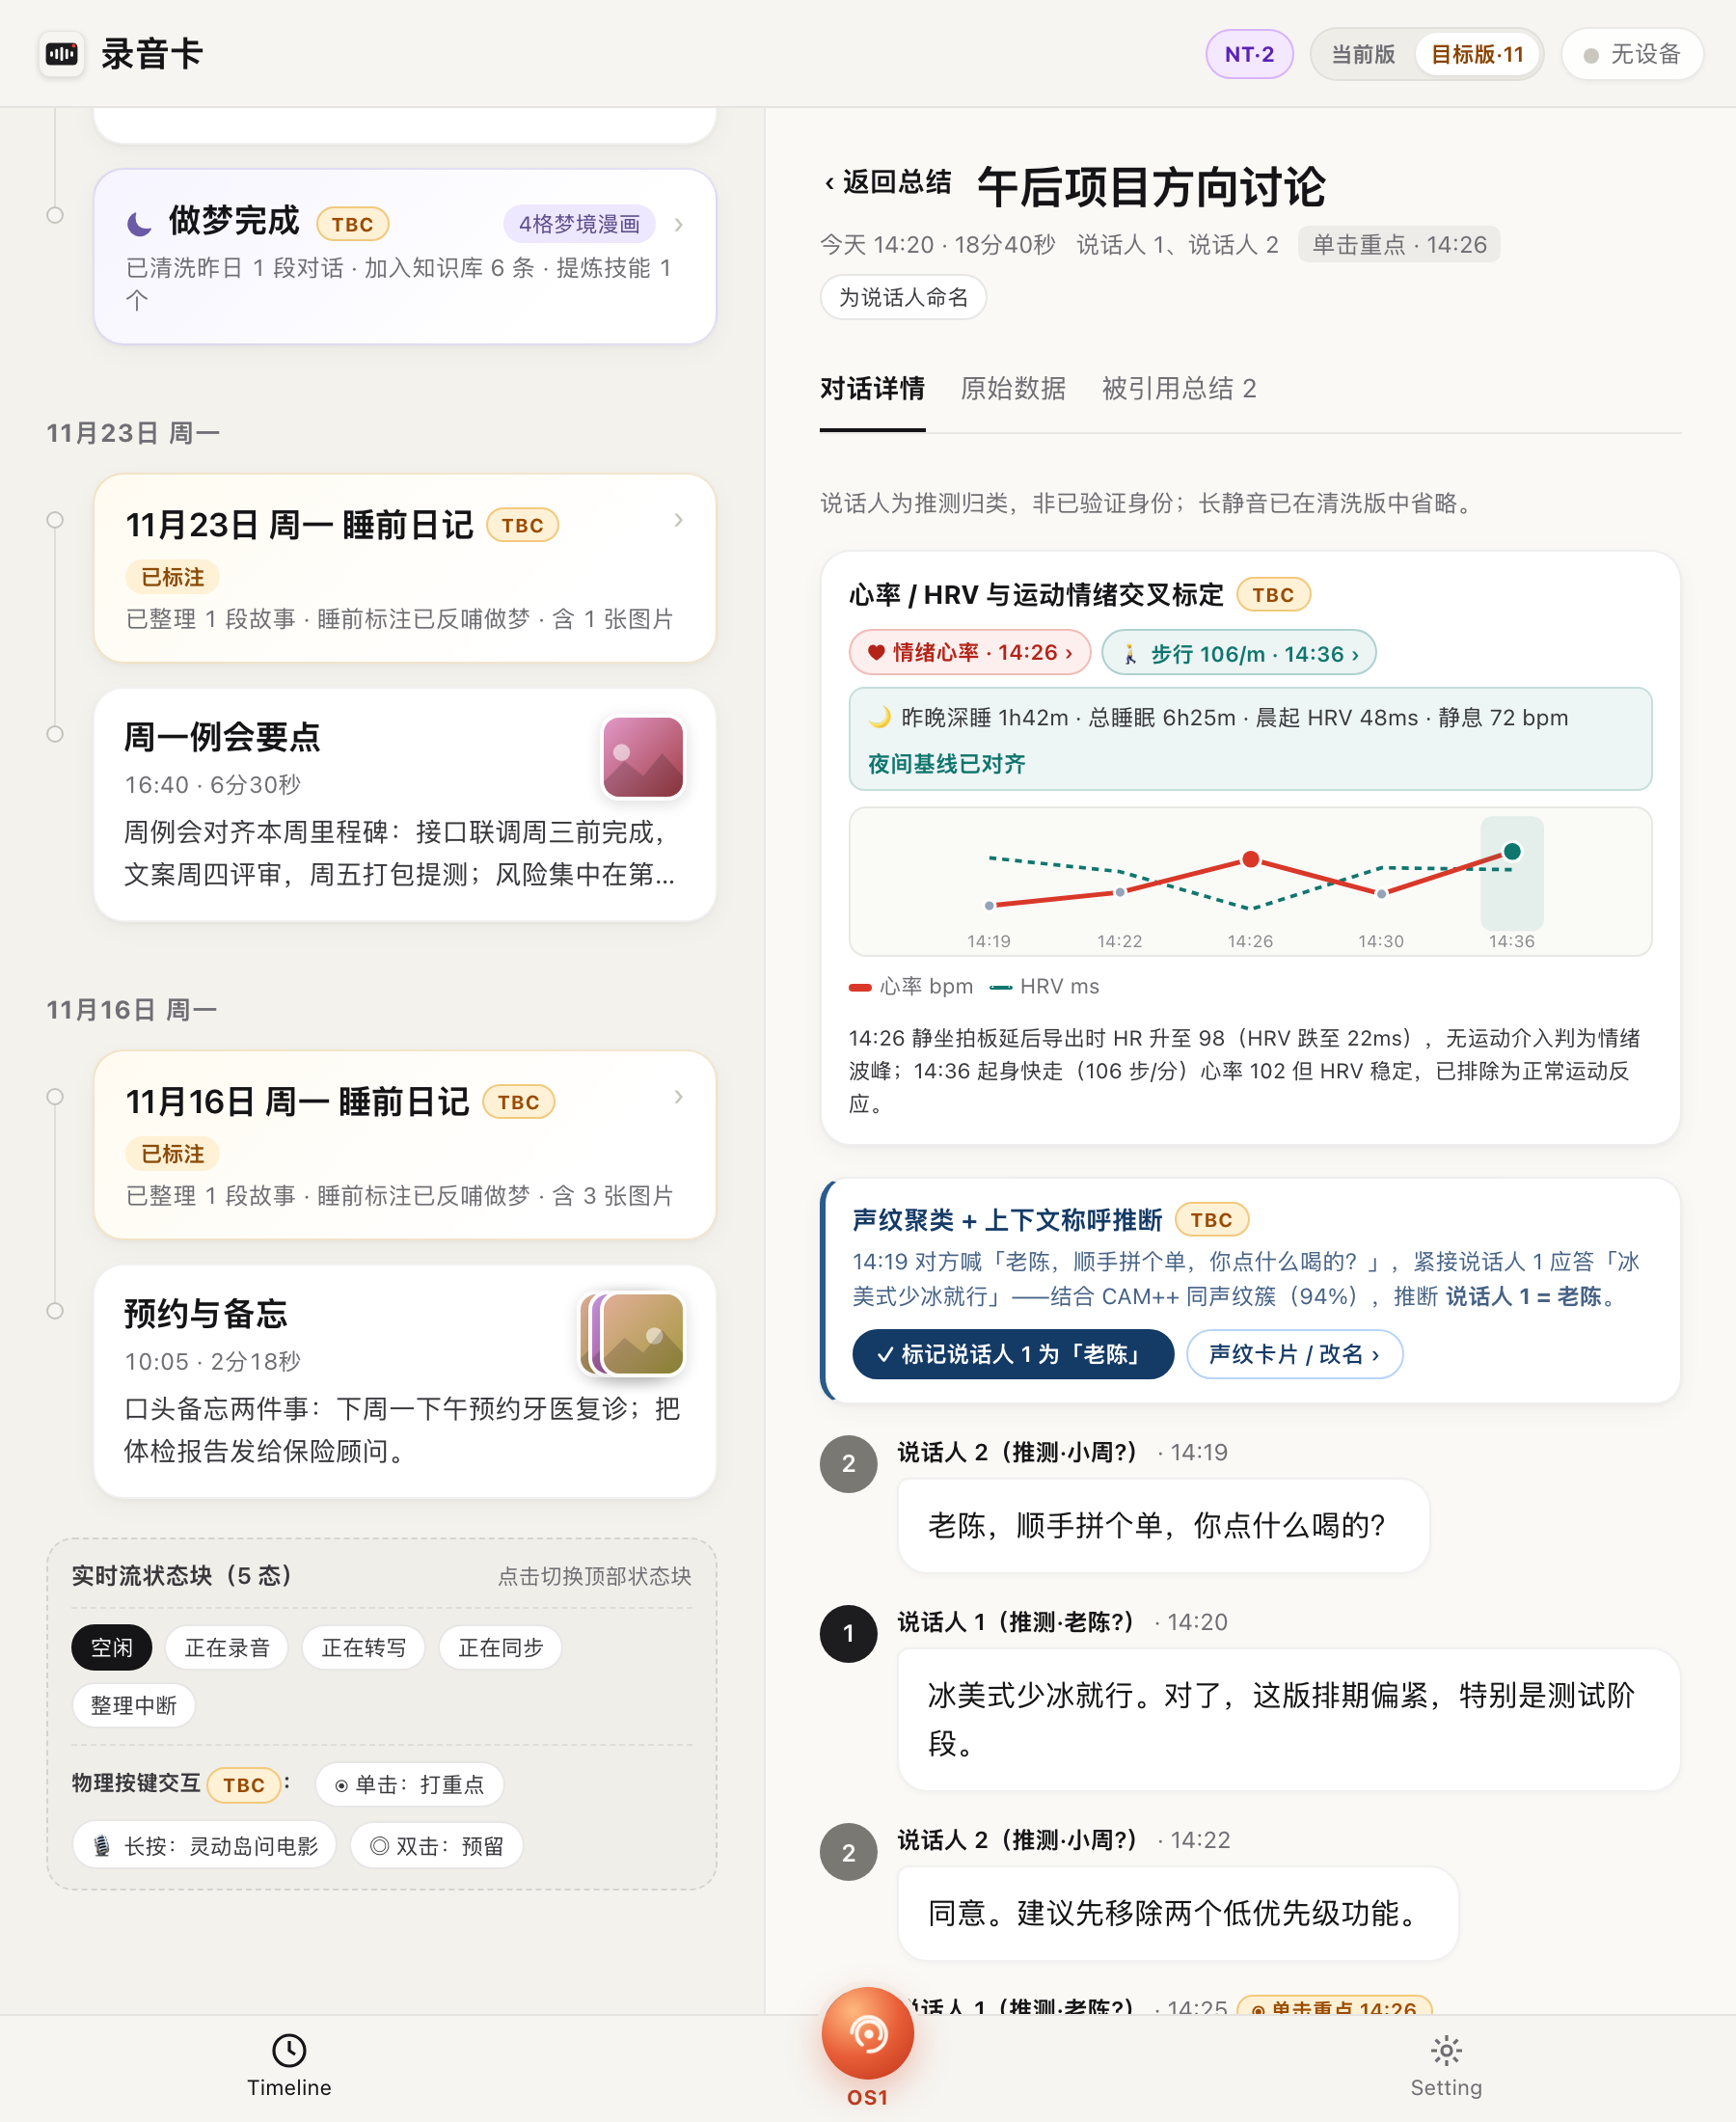 录音卡
NT·2
当前版
目标版·11
无设备
做梦完成 TBC
4格梦境漫画 ›
已清洗昨日 1 段对话 · 加入知识库 6 条 · 提炼技能 1
个
11月23日 周一
11月23日 周一 睡前日记 TBC ›
已标注
已整理 1 段故事 · 睡前标注已反哺做梦 · 含 1 张图片
周一例会要点
16:40 · 6分30秒
周例会对齐本周里程碑：接口联调周三前完成，
文案周四评审，周五打包提测；风险集中在第...
11月16日 周一
11月16日 周一 睡前日记 TBC ›
已标注
已整理 1 段故事 · 睡前标注已反哺做梦 · 含 3 张图片
预约与备忘
10:05 · 2分18秒
口头备忘两件事：下周一下午预约牙医复诊；把
体检报告发给保险顾问。
实时流状态块（5 态）
点击切换顶部状态块
空闲
正在录音
正在转写
正在同步
整理中断
物理按键交互 TBC ：
◉ 单击：打重点
🎙️ 长按：灵动岛问电影
◎ 双击：预留
‹ 返回总结
午后项目方向讨论
今天 14:20 · 18分40秒 说话人 1、说话人 2 单击重点 · 14:26
为说话人命名
对话详情
原始数据
被引用总结 2
说话人为推测归类，非已验证身份；长静音已在清洗版中省略。
心率 / HRV 与运动情绪交叉标定 TBC
♥ 情绪心率 · 14:26 ›
🚶 步行 106/m · 14:36 ›
🌙 昨晚深睡 1h42m · 总睡眠 6h25m · 晨起 HRV 48ms · 静息 72 bpm
夜间基线已对齐
14:19
14:22
14:26
14:30
14:36
心率 bpm
HRV ms
14:26 静坐拍板延后导出时 HR 升至 98（HRV 跌至 22ms），无运动介入判为情绪
波峰；14:36 起身快走（106 步/分）心率 102 但 HRV 稳定，已排除为正常运动反
应。
声纹聚类 + 上下文称呼推断 TBC
14:19 对方喊「老陈，顺手拼个单，你点什么喝的？」，紧接说话人 1 应答「冰
美式少冰就行」——结合 CAM++ 同声纹簇（94%），推断 说话人 1 = 老陈。
✓ 标记说话人 1 为「老陈」
声纹卡片 / 改名 ›
2
说话人 2（推测·小周?） · 14:19
老陈，顺手拼个单，你点什么喝的?
1
说话人 1（推测·老陈?） · 14:20
冰美式少冰就行。对了，这版排期偏紧，特别是测试阶
段。
2
说话人 2（推测·小周?） · 14:22
同意。建议先移除两个低优先级功能。
说话人 1（推测·老陈?） · 14:25 ◉ 单击重点 14:26
Timeline
OS1
Setting